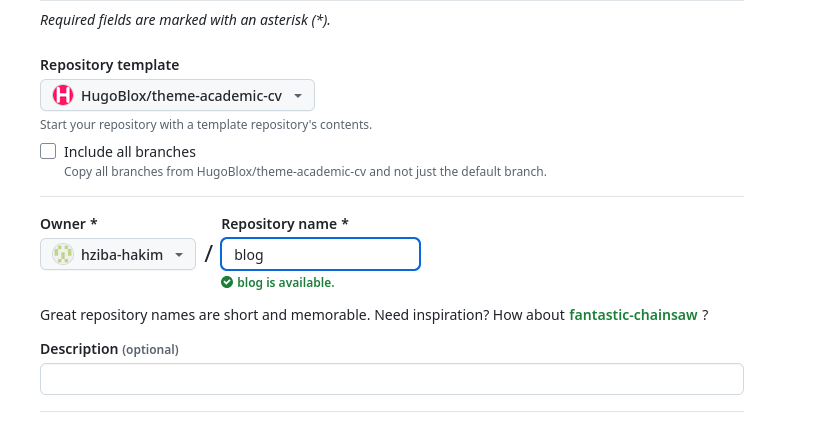 Required fields are marked with an asterisk (*).
Repository template
HugoBlox/theme-academic-cv
Start your repository with a template repository's contents.
Include all branches
Copy all branches from HugoBlox/theme-academic-cv and not just the default branch.
Owner * Repository name *
hziba-hakim / blog
blog is available.
Great repository names are short and memorable. Need inspiration? How about fantastic-chainsaw ?
Description (optional)